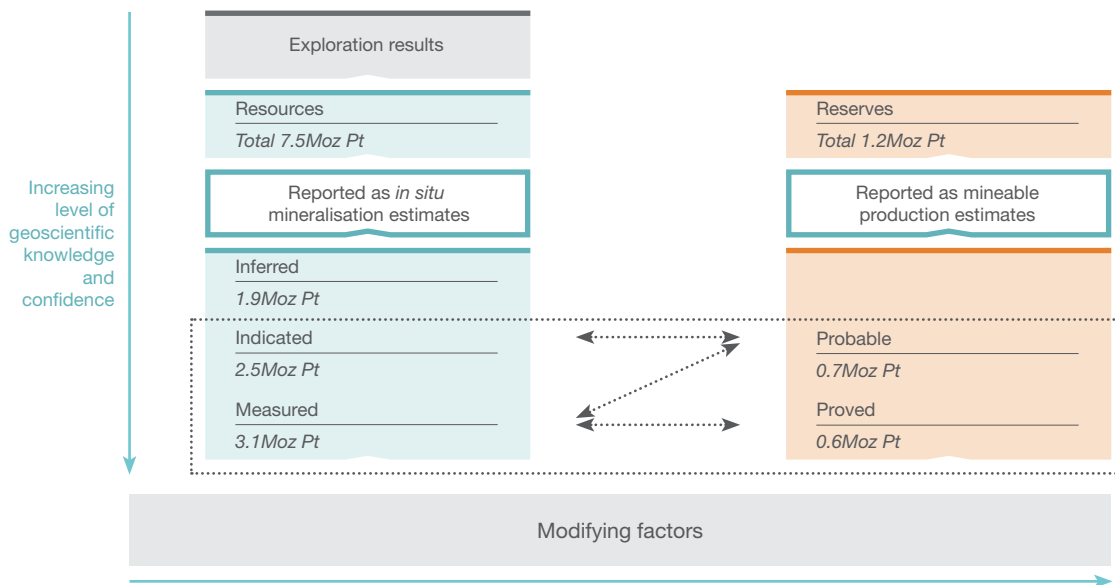 Exploration results
Resources
Total 7.5Moz Pt
Reserves
Total 1.2Moz Pt
Increasing
level of
geoscientific
knowledge
and
confidence
Reported as in situ
mineralisation estimates
Reported as mineable
production estimates
Inferred
1.9Moz Pt
Indicated
2.5Moz Pt
Probable
0.7Moz Pt
Measured
3.1Moz Pt
Proved
0.6Moz Pt
Modifying factors